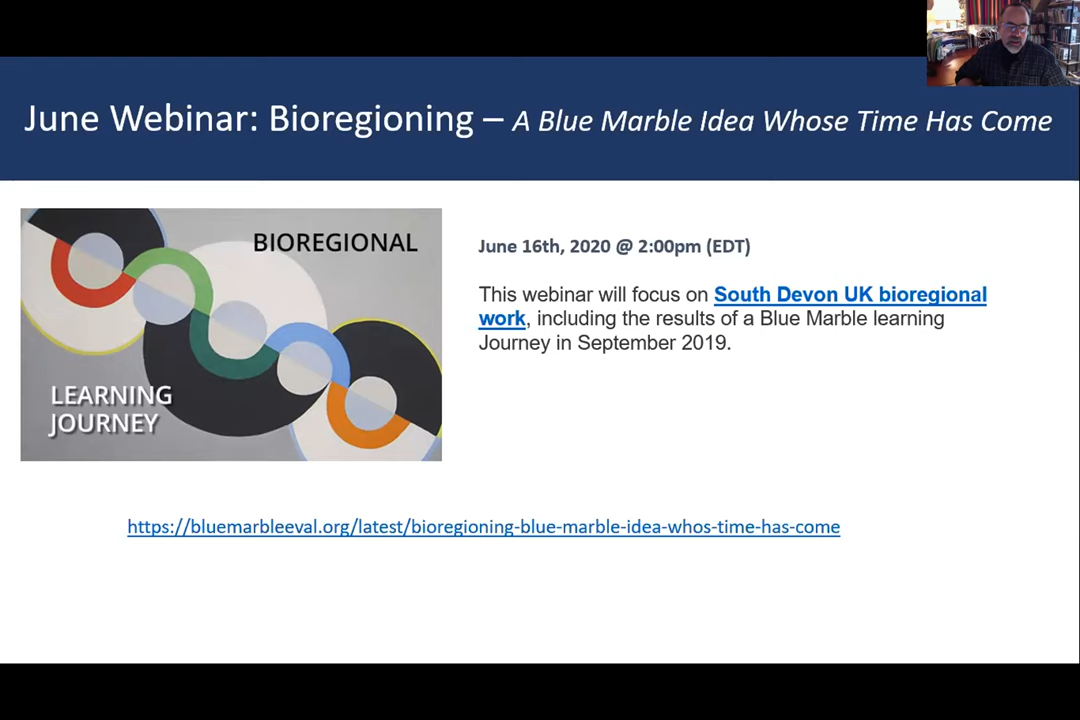 June Webinar: Bioregioning – A Blue Marble Idea Whose Time Has Come
BIOREGIONAL
LEARNING
JOURNEY
June 16th, 2020 @ 2:00pm (EDT)
This webinar will focus on South Devon UK bioregional
work, including the results of a Blue Marble learning
Journey in September 2019.
https://bluemarbleeval.org/latest/bioregioning-blue-marble-idea-whos-time-has-come